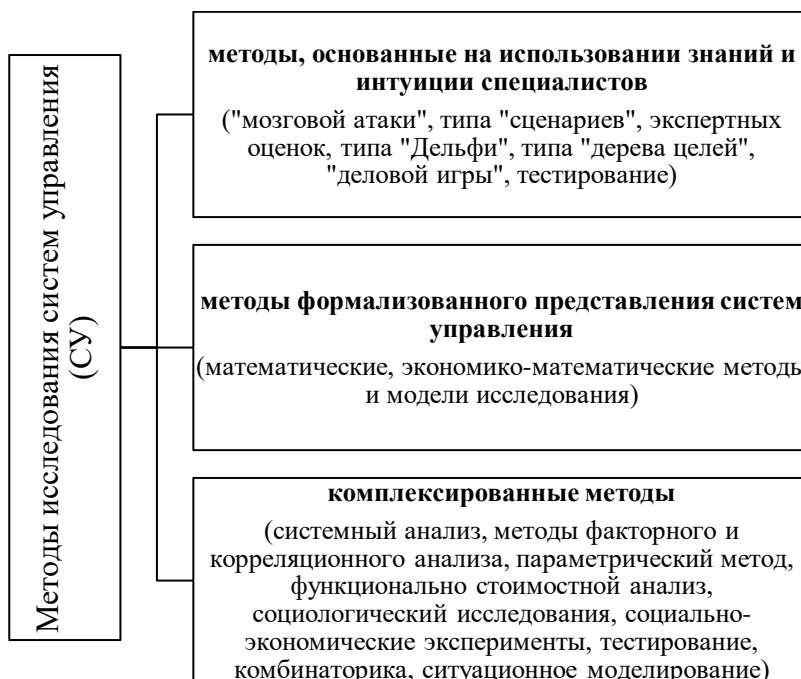 Методы исследования систем управления
(СУ)
методы, основанные на использовании знаний и
интуиции специалистов
("мозговой атаки", типа "сценариев", экспертных
оценок, типа "Дельфи", типа "дерева целей",
"деловой игры", тестирование)
методы формализованного представления систем
управления
(математические, экономико-математические методы
и модели исследования)
комплексированные методы
(системный анализ, методы факторного и
корреляционного анализа, параметрический метод,
функционально стоимостной анализ,
социологический исследования, социально-
экономические эксперименты, тестирование,
комбинаторика, ситуационное моделирование)